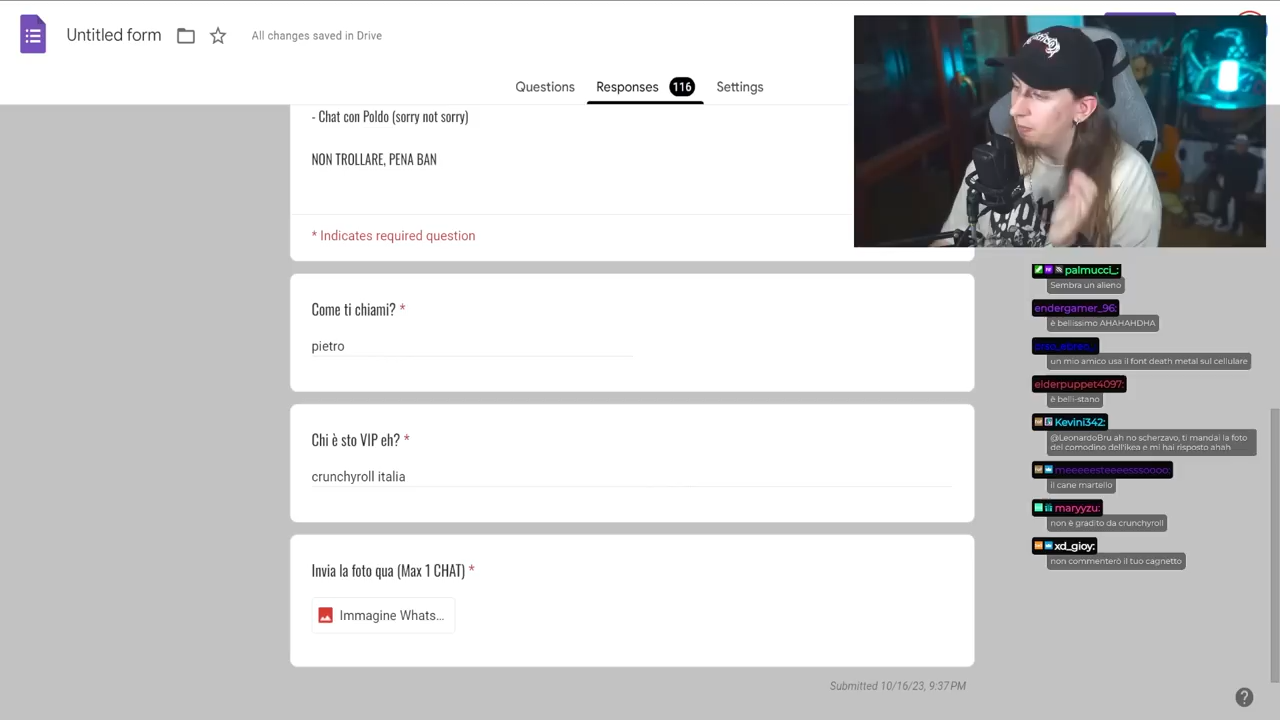 Untitled form
All changes saved in Drive
Questions
Responses
116
Settings
- Chat con Poldo (sorry not sorry)
NON TROLLARE, PENA BAN
* Indicates required question
Come ti chiami? *
pietro
Chi è sto VIP eh? *
crunchyroll italia
Invia la foto qua (Max 1 CHAT) *
Immagine Whats...
Submitted 10/16/23, 9:37 PM
palmucci_:
Sembra un alieno
endergamer_96:
è bellissimo AHAHAHDHA
un mio amico usa il font death metal sul cellulare
elderpuppet4097:
è belli-stano
Kevini342:
@LeonardoBru ah no scherzavo, ti mandai la foto
del comodino dell'ikea e mi hai risposto ahah
meeeeesteeeesssoooo:
il cane martello
maryyzu:
non è gradito da crunchyroll
xd_gioy:
non commenterò il tuo cagnetto